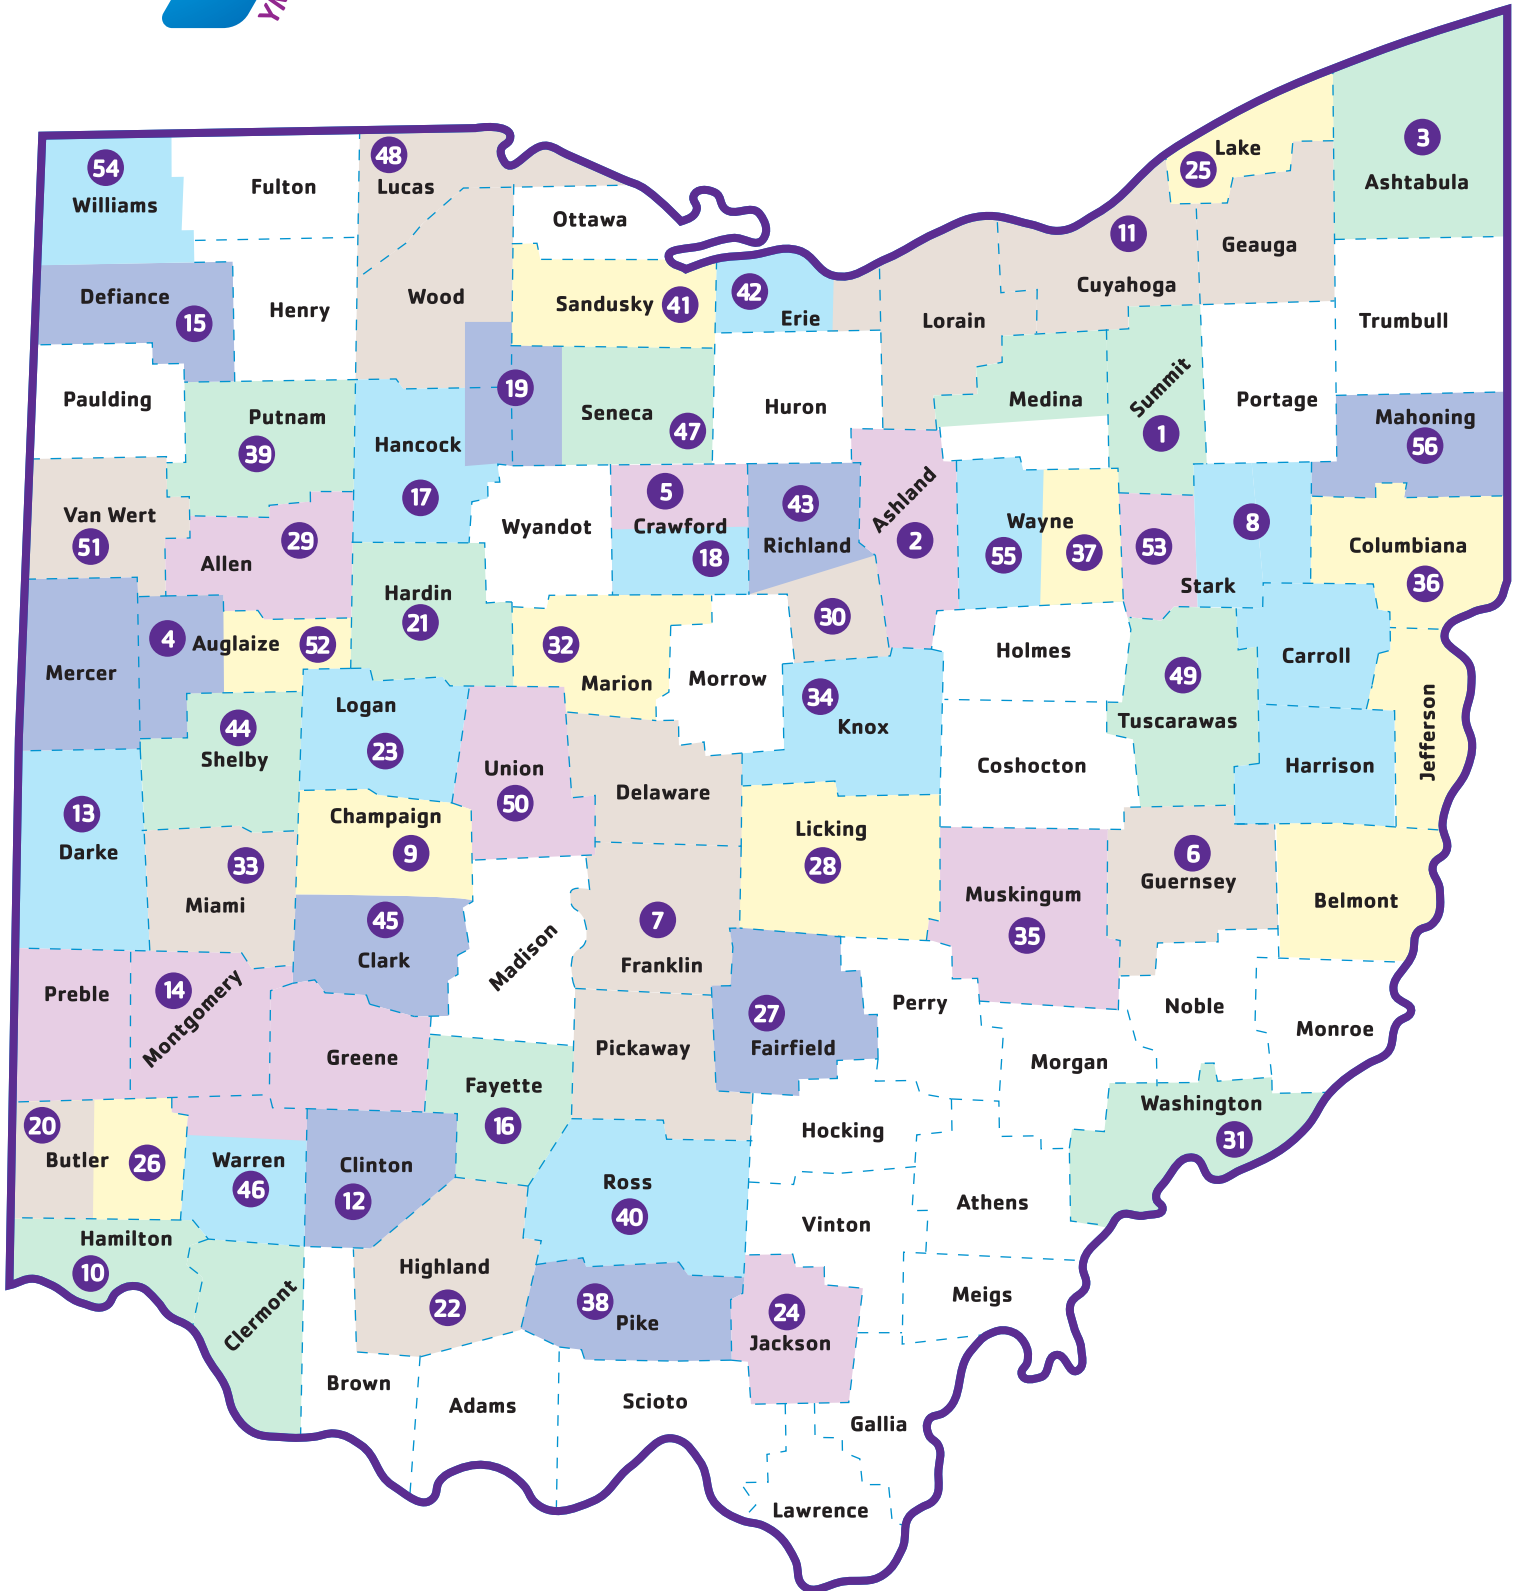 YM
3
Ashtabula
Lake
25
48
Lucas
54
Williams
Fulton
Ottawa
11
Cuyahoga
Geauga
Defiance
15
Henry
Wood
Sandusky 41
42
Erie
Lorain
Trumbull
Paulding
Putnam
39
19
Seneca
47
Huron
Medina
Summit
1
Portage
Mahoning
56
Hancock
17
Van Wert
51
Allen
29
Wyandot
5
Crawford
18
43
Richland
Ashland
2
Wayne
55
37
53
8
Stark
Columbiana
36
Hardin
21
30
4
Auglaize
52
Mercer
32
Marion
Morrow
Holmes
49
Tuscarawas
Carroll
Jefferson
44
Shelby
Logan
23
34
Knox
Union
50
Delaware
Coshocton
Harrison
13
Darke
Champaign
9
Licking
28
33
Miami
6
Guernsey
Muskingum
35
Belmont
45
Clark
Madison
7
Franklin
Preble
14
Montgomery
27
Fairfield
Perry
Noble
Monroe
Greene
Pickaway
Morgan
Fayette
16
Washington
31
20
Butler
26
Warren
46
Clinton
12
Hocking
Ross
40
Athens
Vinton
Hamilton
10
Highland
22
Clermont
38
Pike
24
Jackson
Meigs
Brown
Adams
Scioto
Gallia
Lawrence